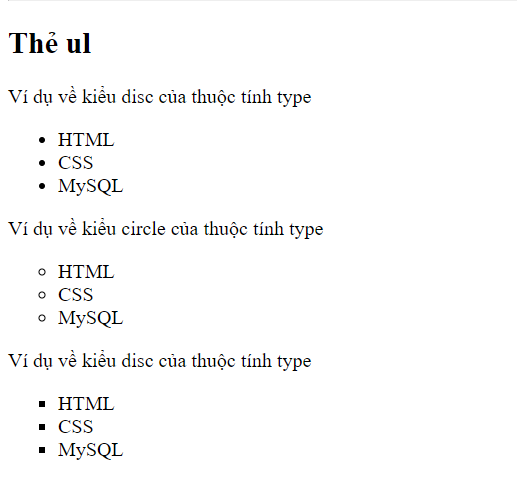 Thẻ ul
Ví dụ về kiểu disc của thuộc tính type
HTML
CSS
MySQL
Ví dụ về kiểu circle của thuộc tính type
HTML
CSS
MySQL
Ví dụ về kiểu disc của thuộc tính type
HTML
CSS
MySQL